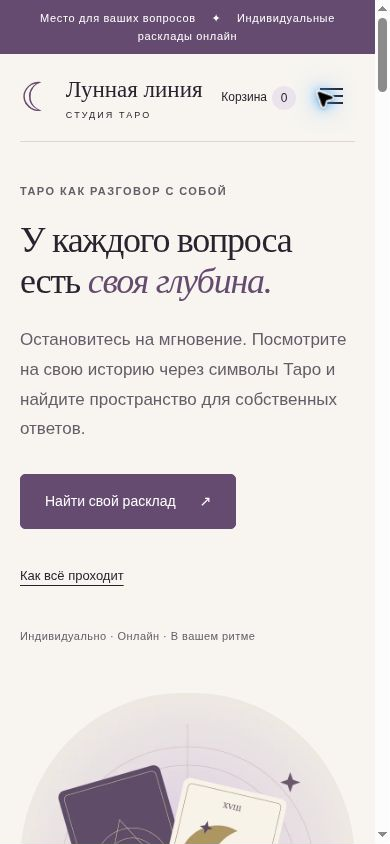 Место для ваших вопросов ✦ Индивидуальные
расклады онлайн
Лунная линия
СТУДИЯ ТАРО
Корзина 0
ТАРО КАК РАЗГОВОР С СОБОЙ
У каждого вопроса
есть своя глубина.
Остановитесь на мгновение. Посмотрите
на свою историю через символы Таро и
найдите пространство для собственных
ответов.
Найти свой расклад ↗
Как всё проходит
Индивидуально · Онлайн · В вашем ритме
XVIII